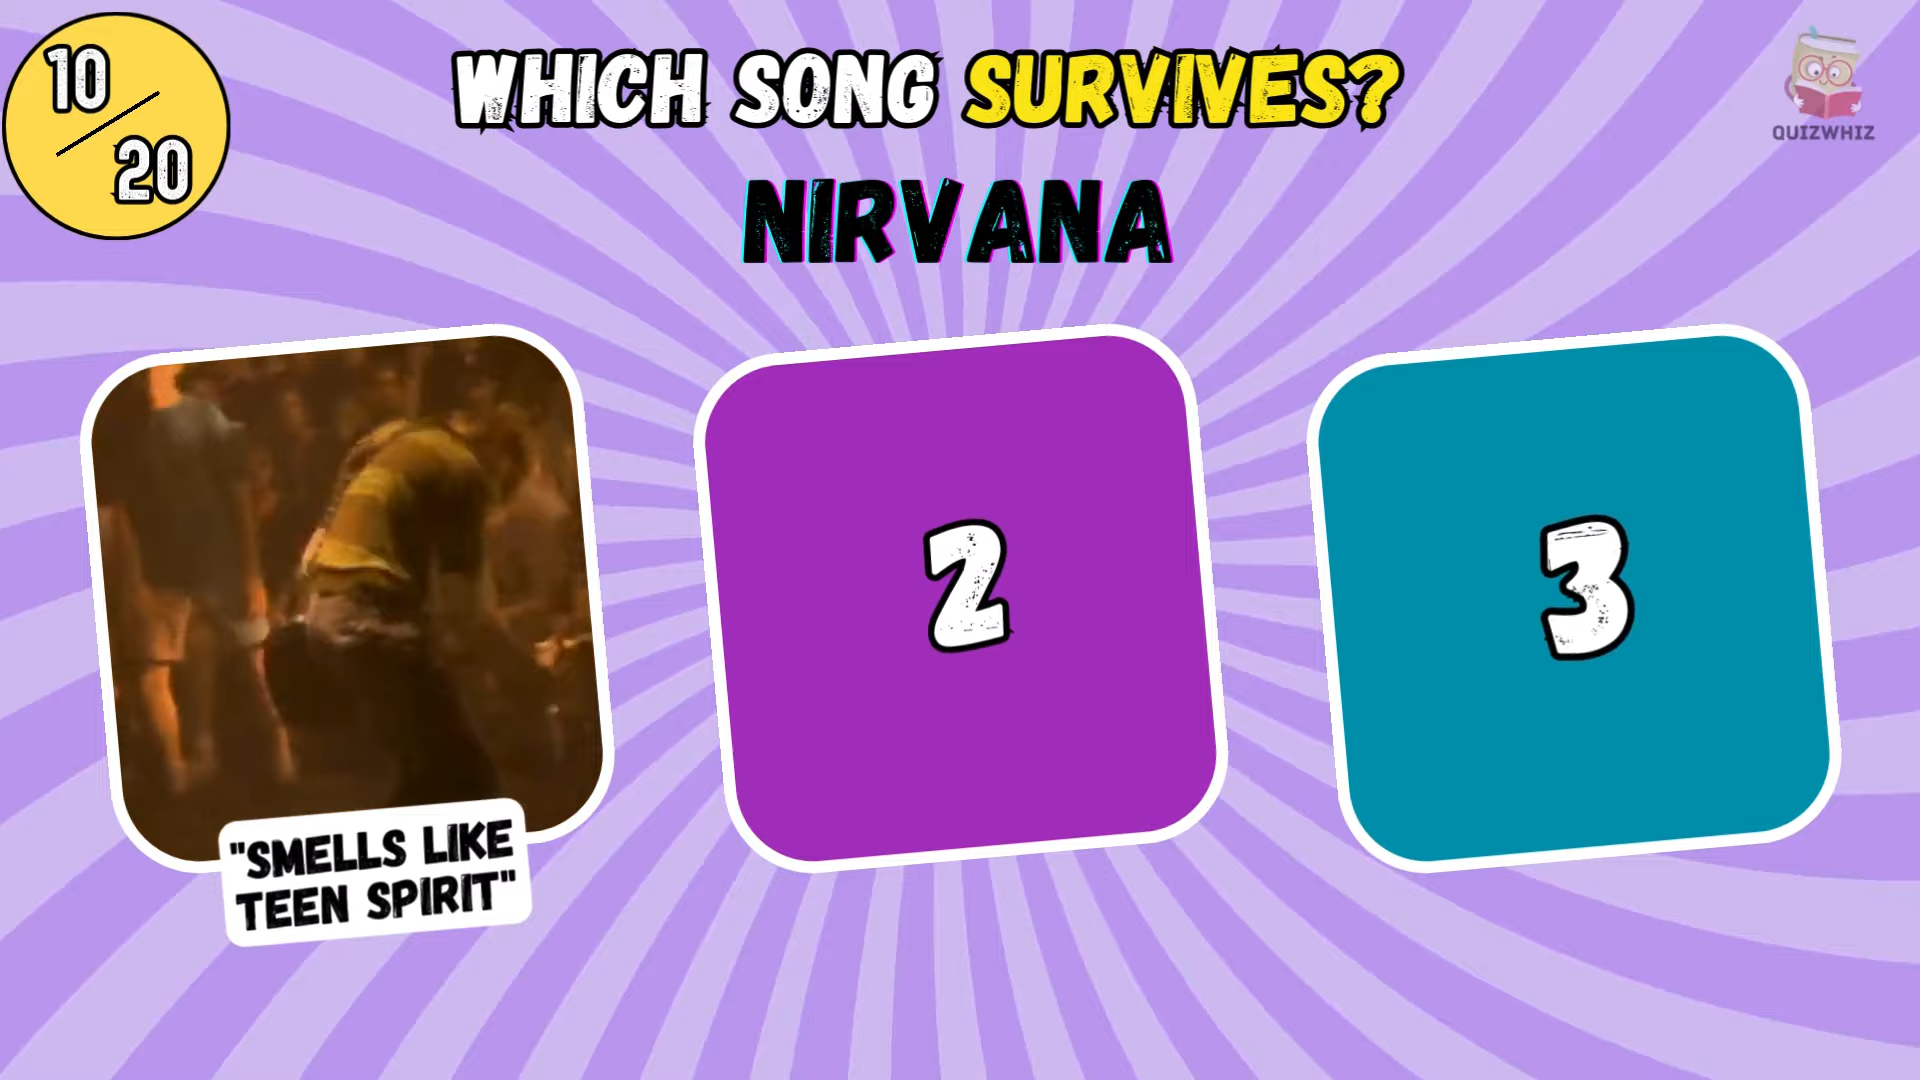 10
20
WHICH SONG SURVIVES?
QUIZWHIZ
NIRVANA
2
3
"SMELLS LIKE
TEEN SPIRIT"